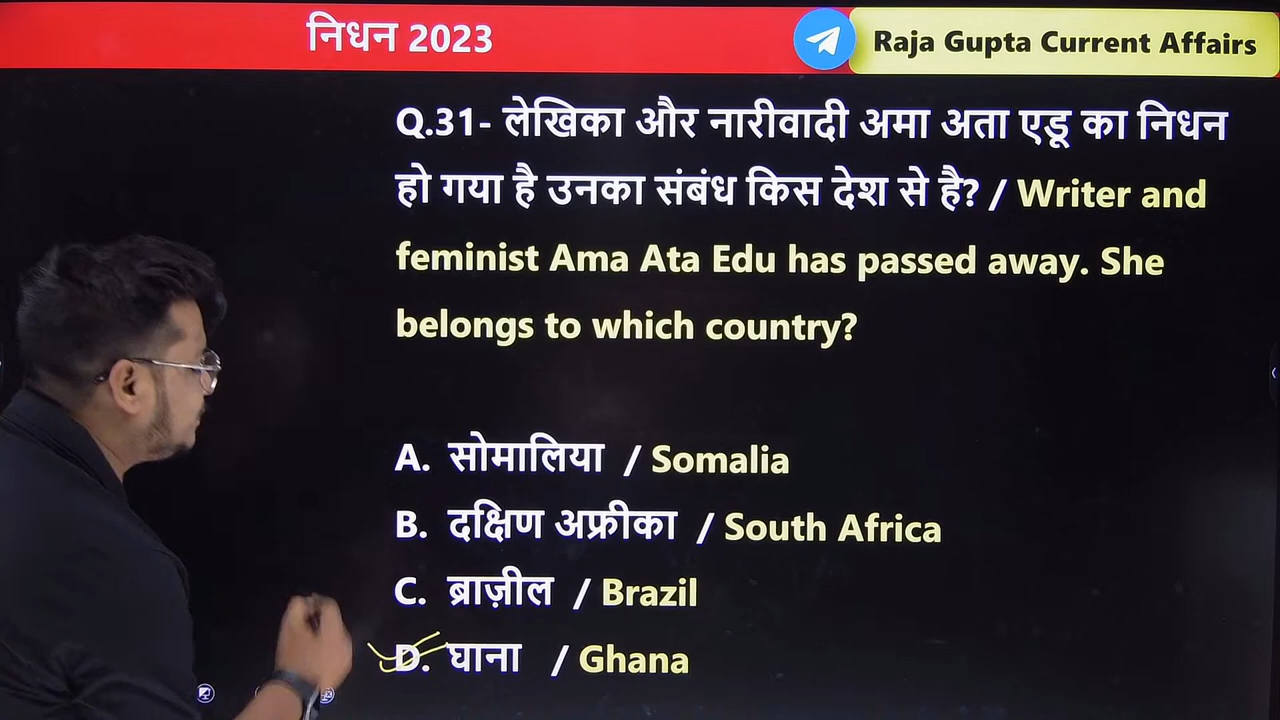 निधन 2023
Raja Gupta Current Affairs
Q.31- लेखिका और नारीवादी अमा अता एडू का निधन
हो गया है उनका संबंध किस देश से है? / Writer and
feminist Ama Ata Edu has passed away. She
belongs to which country?
A. सोमालिया / Somalia
B. दक्षिण अफ्रीका / South Africa
C. ब्राज़ील / Brazil
D. घाना / Ghana